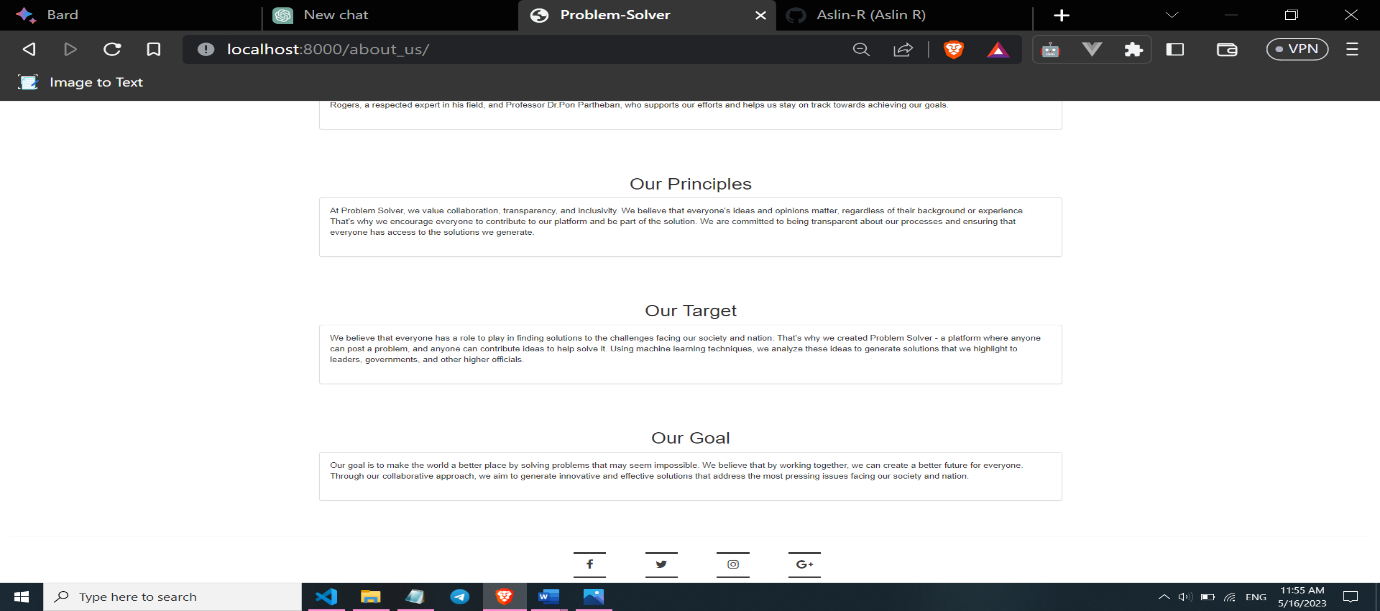 Bard
New chat
Problem-Solver
Aslin-R (Aslin R)
localhost:8000/about_us/
VPN
Image to Text
Rogers, a respected expert in his field, and Professor Dr.Pon Partheban, who supports our efforts and helps us stay on track towards achieving our goals.
Our Principles
At Problem Solver, we value collaboration, transparency, and inclusivity. We believe that everyone's ideas and opinions matter, regardless of their background or experience.
That's why we encourage everyone to contribute to our platform and be part of the solution. We are committed to being transparent about our processes and ensuring that
everyone has access to the solutions we generate.
Our Target
We believe that everyone has a role to play in finding solutions to the challenges facing our society and nation. That's why we created Problem Solver - a platform where anyone
can post a problem, and anyone can contribute ideas to help solve it. Using machine learning techniques, we analyze these ideas to generate solutions that we highlight to
leaders, governments, and other higher officials.
Our Goal
Our goal is to make the world a better place by solving problems that may seem impossible. We believe that by working together, we can create a better future for everyone.
Through our collaborative approach, we aim to generate innovative and effective solutions that address the most pressing issues facing our society and nation.
f
G+
Type here to search
W
ENG
11:55 AM
5/16/2023